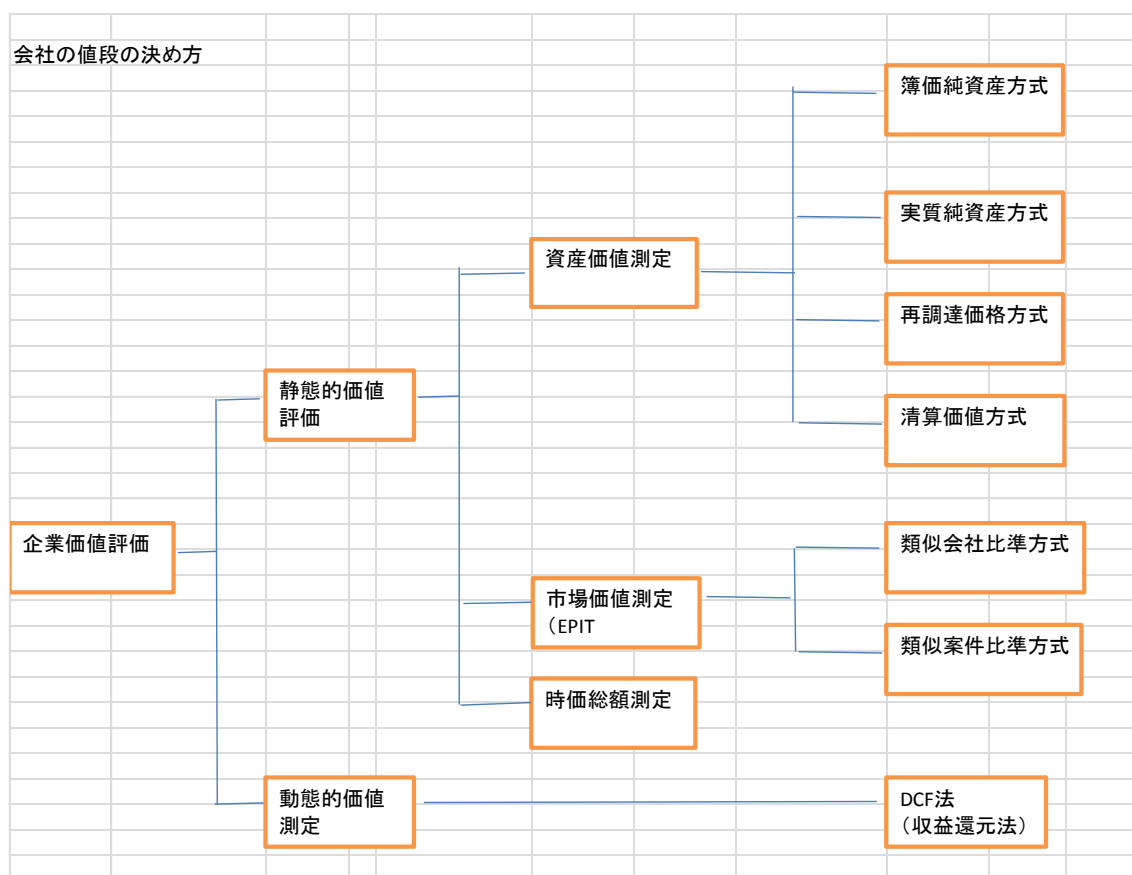 会社の値段の決め方
簿価純資産方式
実質純資産方式
資産価値測定
再調達価格方式
静態的価値
評価
清算価値方式
企業価値評価
類似会社比準方式
市場価値測定
（EPIT
類似案件比準方式
時価総額測定
動態的価値
測定
DCF法
（収益還元法）